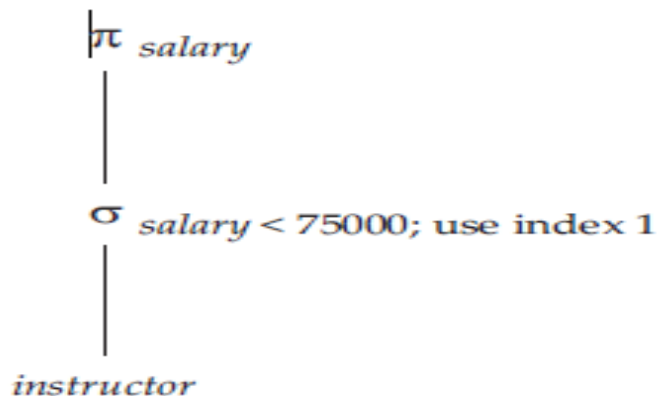 π salary
σ salary < 75000; use index 1
instructor